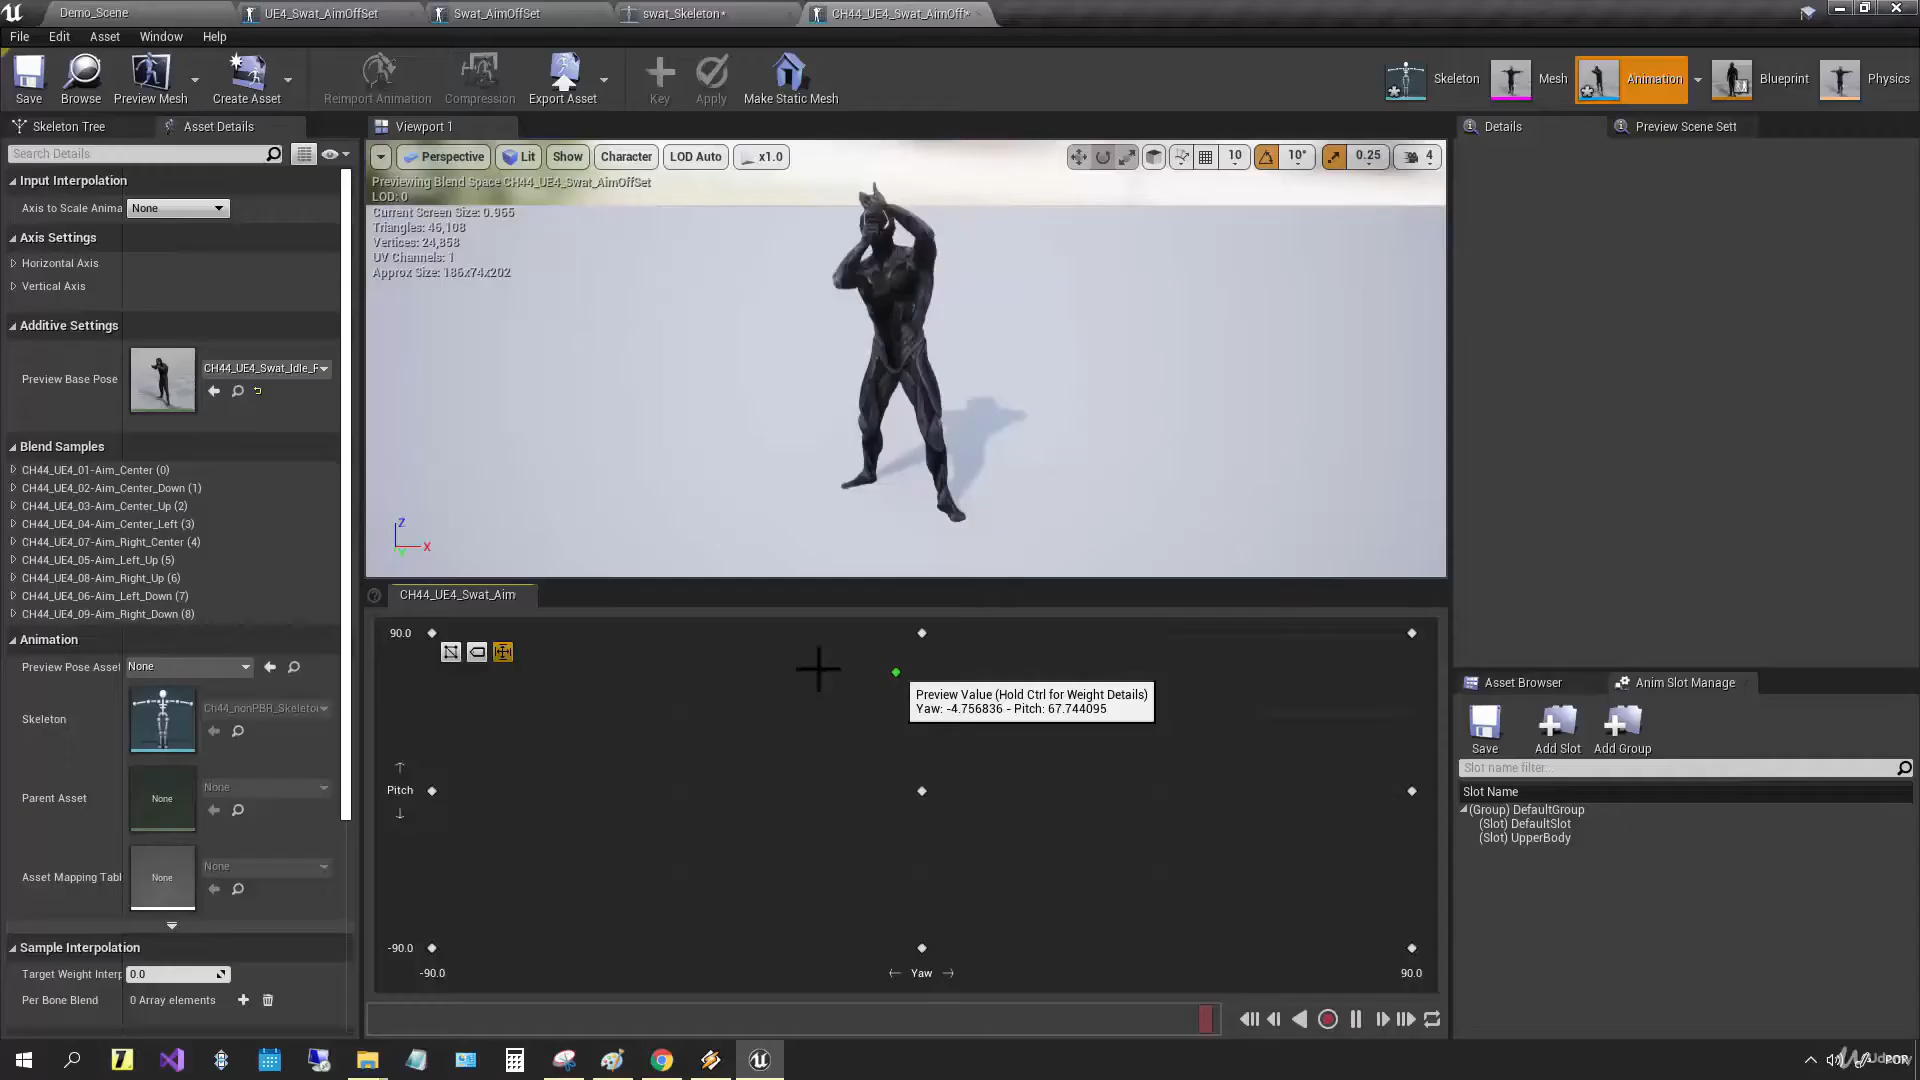 Demo_Scene
UE4_Swat_AimOffSet
Swat_AimOffSet
swat_Skeleton*
CH44_UE4_Swat_AimOff*
File
Edit
Asset
Window
Help
Save
Browse
Preview Mesh
Create Asset
Reimport Animation
Compression
Export Asset
Key
Apply
Make Static Mesh
Skeleton
Mesh
Animation
Blueprint
Physics
Skeleton Tree
Asset Details
Viewport 1
Details
Preview Scene Sett
Search Details
Perspective
Lit
Show
Character
LOD Auto
x1.0
10
10°
0.25
4
Previewing Blend Space CH44_UE4_Swat_AimOffSet
LOD: 0
Current Screen Size: 0.965
Triangles: 46,108
Vertices: 24,858
UV Channels: 1
Approx Size: 186x74x202
Input Interpolation
Axis to Scale Anima
None
Axis Settings
Horizontal Axis
Vertical Axis
Additive Settings
Preview Base Pose
CH44_UE4_Swat_Idle_F
Blend Samples
CH44_UE4_01-Aim_Center (0)
CH44_UE4_02-Aim_Center_Down (1)
CH44_UE4_03-Aim_Center_Up (2)
CH44_UE4_04-Aim_Center_Left (3)
CH44_UE4_07-Aim_Right_Center (4)
CH44_UE4_05-Aim_Left_Up (5)
CH44_UE4_08-Aim_Right_Up (6)
CH44_UE4_06-Aim_Left_Down (7)
CH44_UE4_09-Aim_Right_Down (8)
Animation
Preview Pose Asset
None
Skeleton
Ch44_nonPBR_Skeleto
Parent Asset
None
None
Asset Mapping Tabl
None
None
Sample Interpolation
Target Weight Interp
0.0
Per Bone Blend
0 Array elements
Z
X
Y
CH44_UE4_Swat_Aim
90.0
Preview Value (Hold Ctrl for Weight Details)
Yaw: -4.756836 - Pitch: 67.744095
Pitch
-90.0
-90.0
Yaw
90.0
Asset Browser
Anim Slot Manage
Save
Add Slot
Add Group
Slot name filter...
Slot Name
(Group) DefaultGroup
(Slot) DefaultSlot
(Slot) UpperBody
POR
Udemy